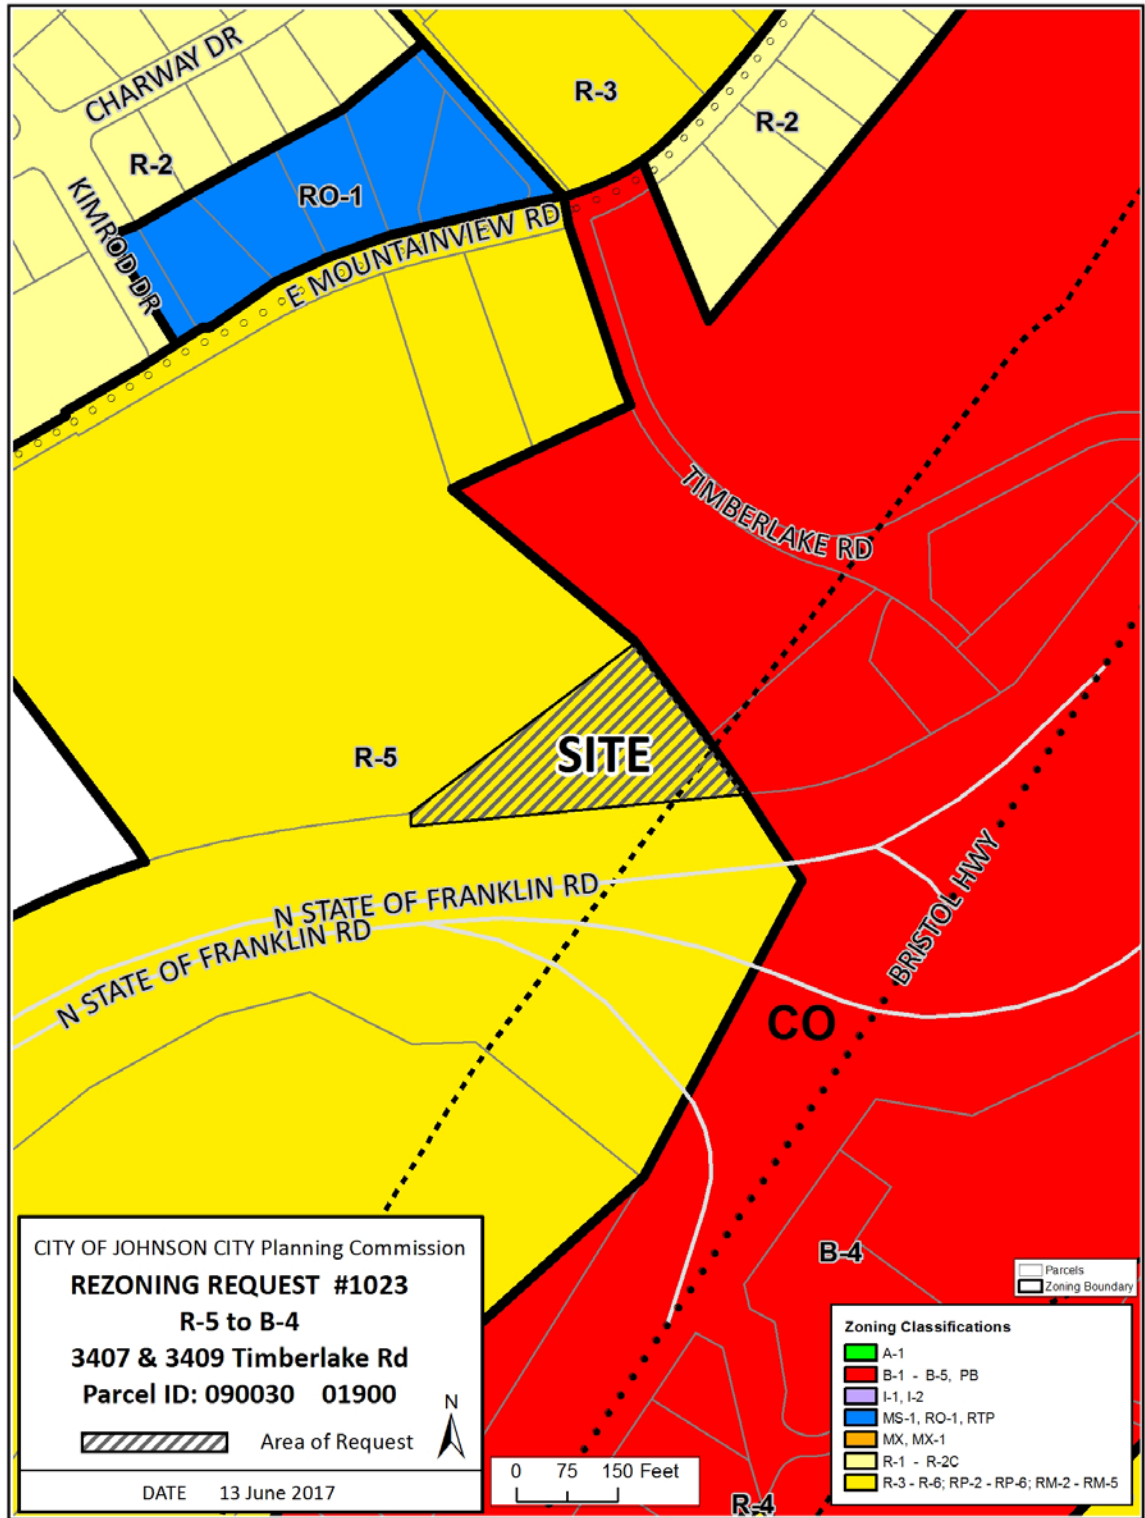 CHARWAY DR
R-3
R-2
R-2
RO-1
KIMROD DR
E MOUNTAINVIEW RD
TIMBERLAKE RD
SITE
R-5
N STATE OF FRANKLIN RD
N STATE OF FRANKLIN RD
BRISTOL HWY
CO
B-4
R-4
CITY OF JOHNSON CITY Planning Commission
REZONING REQUEST #1023
R-5 to B-4
3407 & 3409 Timberlake Rd
Parcel ID: 090030 01900
N
Area of Request
DATE 13 June 2017
0 75 150 Feet
Parcels
Zoning Boundary
Zoning Classifications
A-1
B-1 - B-5, PB
I-1, I-2
MS-1, RO-1, RTP
MX, MX-1
R-1 - R-2C
R-3 - R-6; RP-2 - RP-6; RM-2 - RM-5